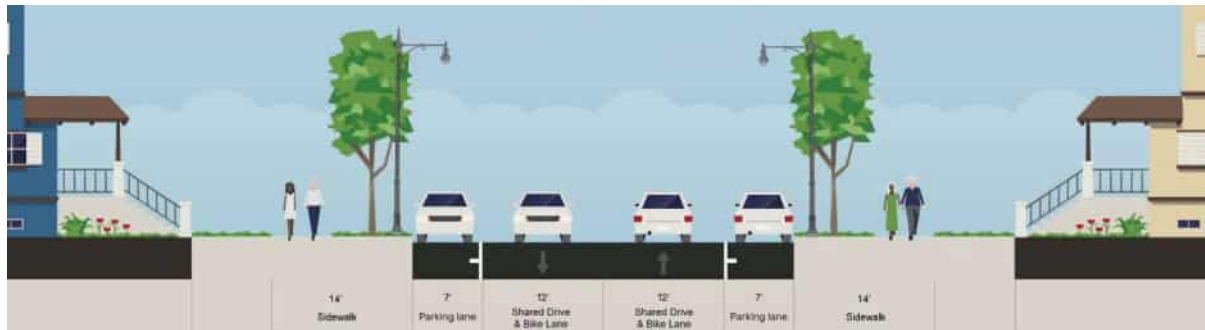 14'
Sidewalk
7'
Parking lane
12'
Shared Drive
& Bike Lane
12'
Shared Drive
& Bike Lane
7'
Parking lane
14'
Sidewalk